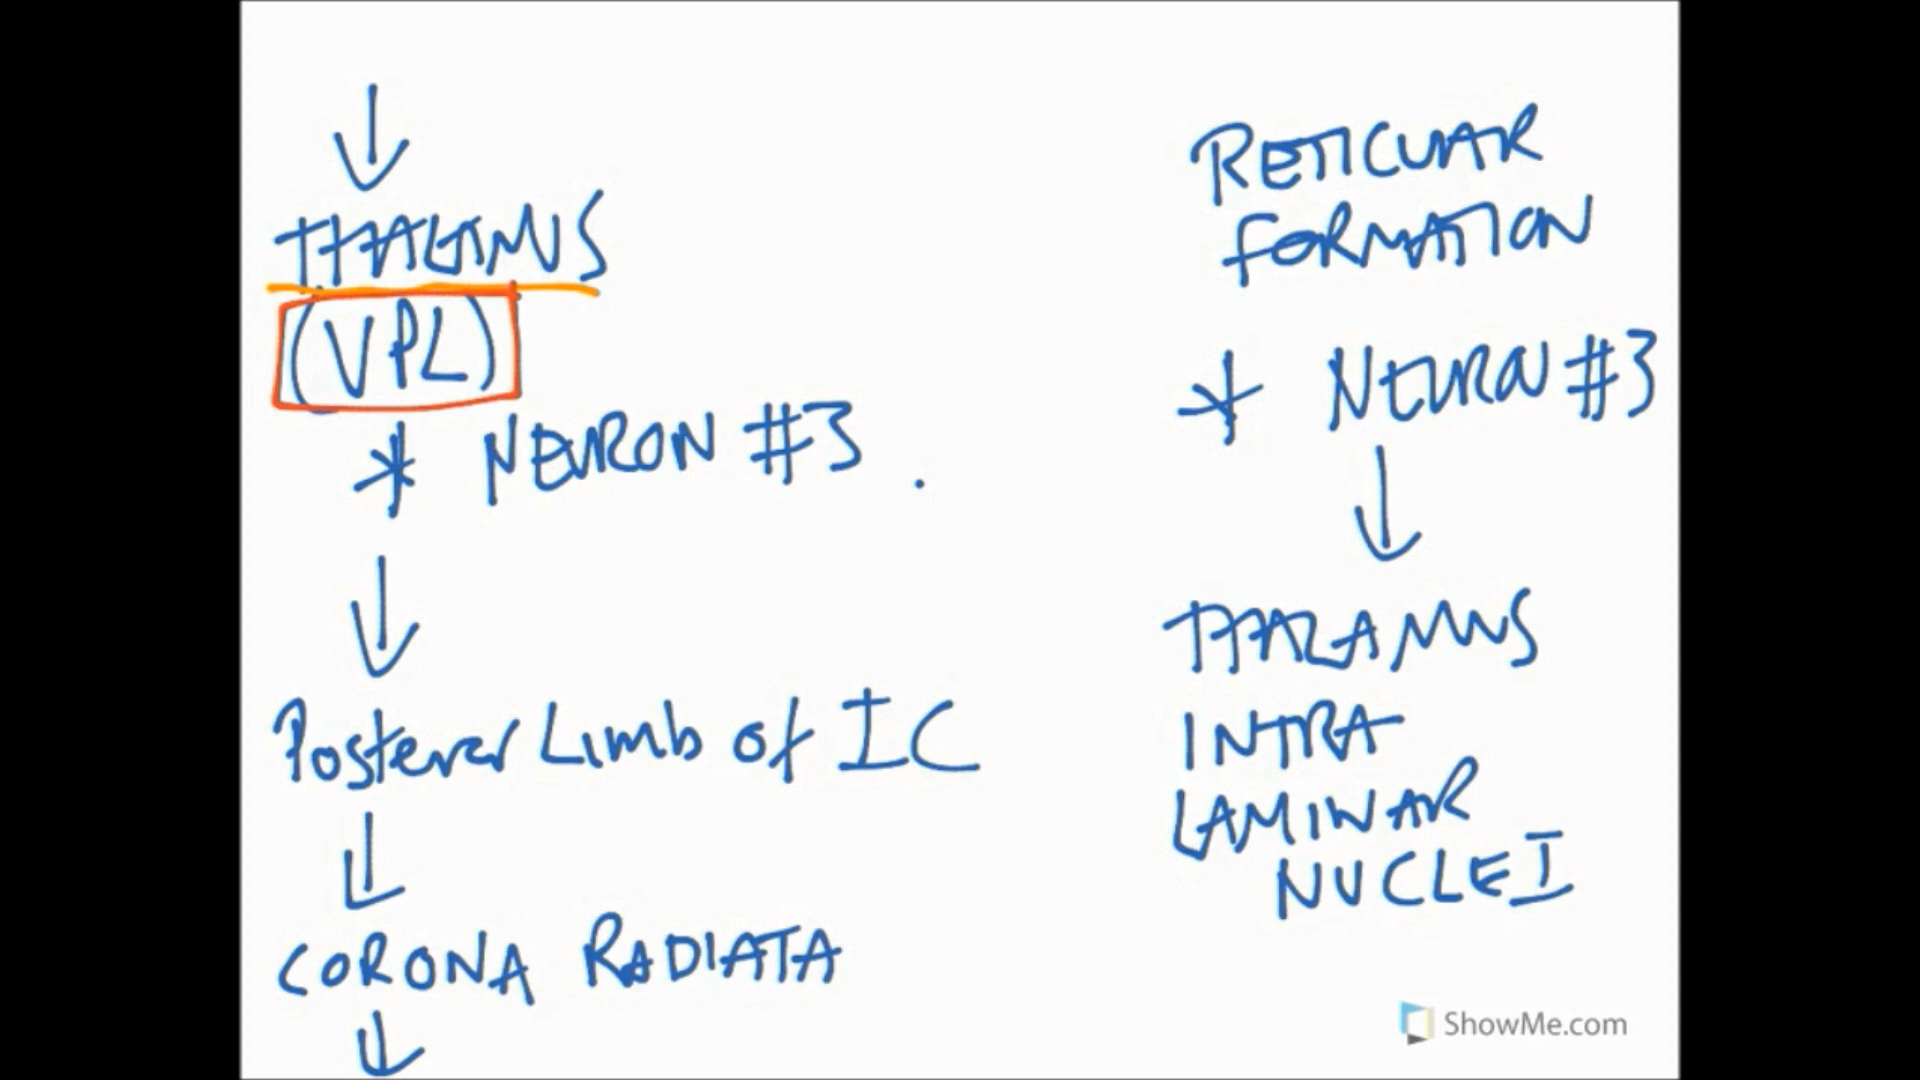 THALAMUS
(VPL)
* NEURON #3
Posterior Limb of IC
CORONA RADIATA
RETICULAR
FORMATION
* NEURON #3
THALAMUS
INTRA
LAMINAR
NUCLEI
ShowMe.com